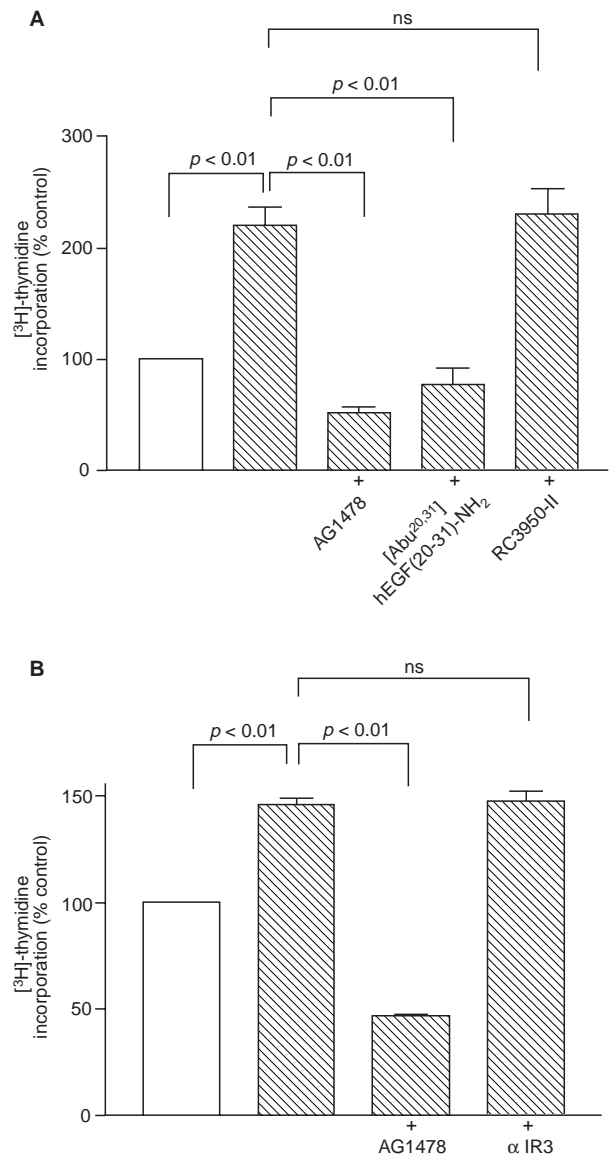 A
ns
p < 0.01
p < 0.01
p < 0.01
300
200
100
0
[³H]-thymidine
incorporation (% control)
+
+
+
AG1478
[Abu²⁰,³¹]
hEGF(20-31)-NH₂
RC3950-II
B
ns
p < 0.01
p < 0.01
150
100
50
0
[³H]-thymidine
incorporation (% control)
+
+
AG1478
α IR3